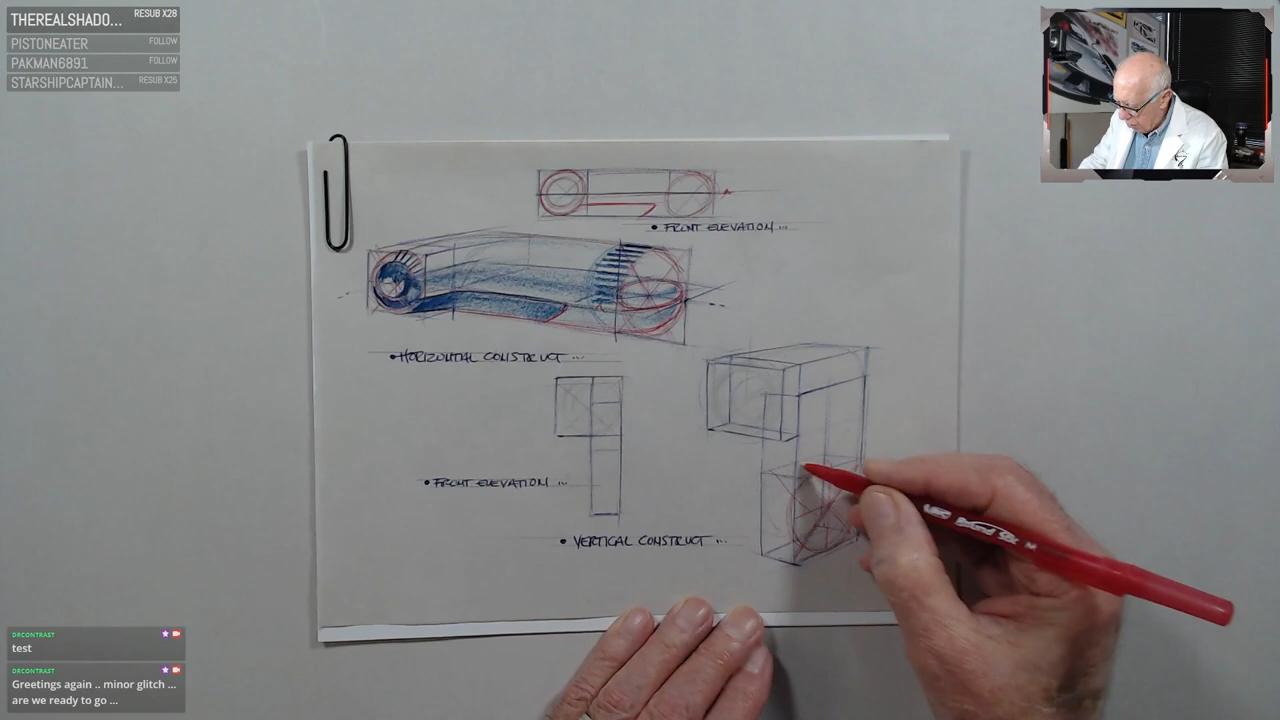 THEREALSHADO... RESUB X28
PISTONEATER FOLLOW
PAKMAN6891 FOLLOW
STARSHIPCAPTAIN... RESUB X25
• FRONT ELEVATION...
• HORIZONTAL CONSTRUCT ...
• FRONT ELEVATION ...
• VERTICAL CONSTRUCT ...
DRCONTRAST
test
DRCONTRAST
Greetings again .. minor glitch ...
are we ready to go ...